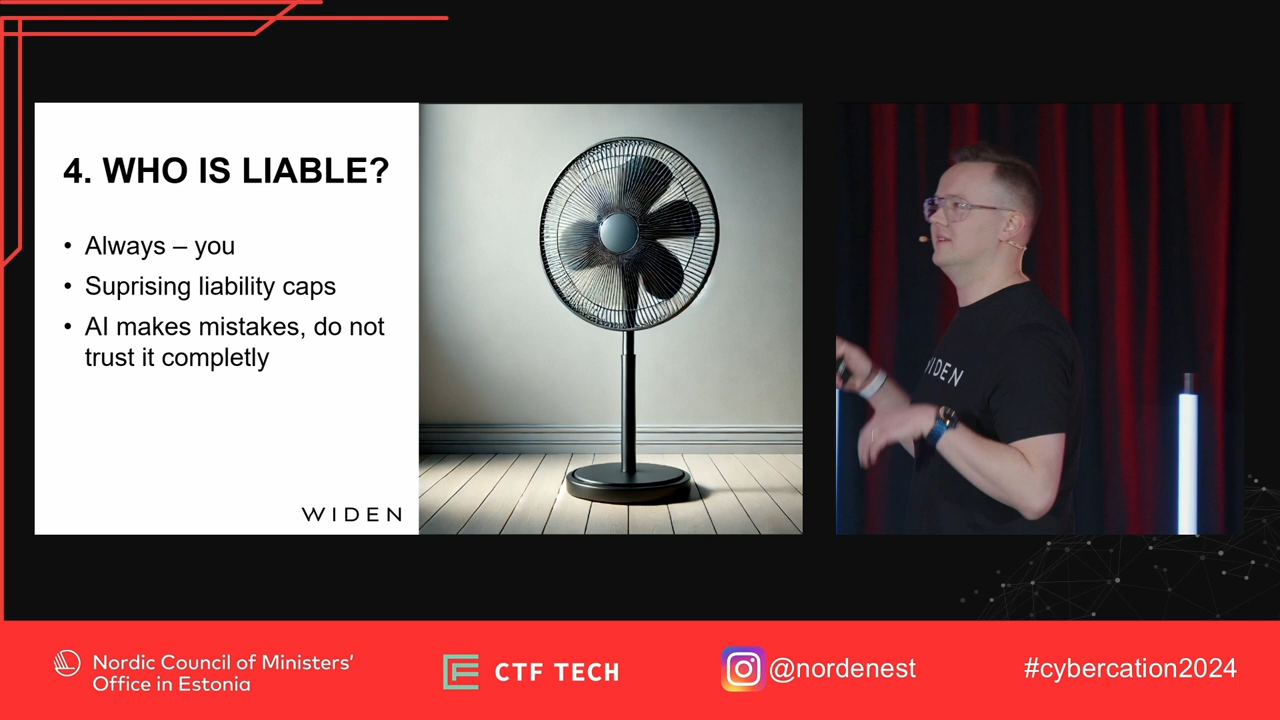 4. WHO IS LIABLE?
• Always – you
• Suprising liability caps
• AI makes mistakes, do not
trust it completly
WIDEN
WIDEN
Nordic Council of Ministers'
Office in Estonia
CTF TECH
@nordenest
#cybercation2024